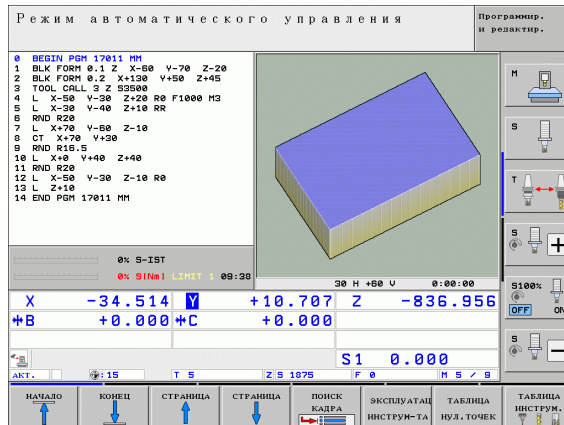 Режим автоматического управления
Программир.
и редактир.
0 BEGIN PGM 17011 MM
1 BLK FORM 0.1 Z X-60 Y-70 Z-20
2 BLK FORM 0.2 X+130 Y+50 Z+45
3 TOOL CALL 3 Z S3500
4 L X-50 Y-30 Z+20 R0 F1000 M3
5 L X-30 Y-40 Z+10 RR
6 RND R20
7 L X+70 Y-60 Z-10
8 CT X+70 Y+30
9 RND R16.5
10 L X+0 Y+40 Z+40
11 RND R20
12 L X-50 Y-30 Z-10 R0
13 L Z+10
14 END PGM 17011 MM
M
S
T
S
S100%
OFF ON
S
0% S-IST
0% S[Nm] LIMIT 1 09:38
30 H +60 V 0:00:00
X -34.514 Y +10.707 Z -836.956
+B +0.000 +C +0.000
S1 0.000
АКТ. : 15 T 5 Z S 1875 F 0 M 5 / 9
НАЧАЛО
КОНЕЦ
СТРАНИЦА
СТРАНИЦА
ПОИСК
КАДРА
ЭКСПЛУАТАЦ
ИНСТРУМ-ТА
ТАБЛИЦА
НУЛ.ТОЧЕК
ТАБЛИЦА
ИНСТРУМ.